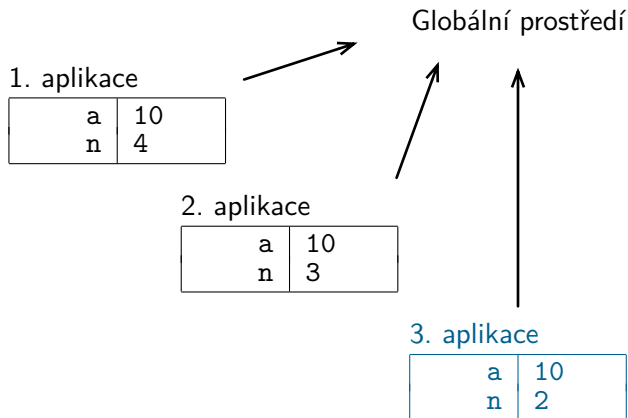 Globální prostředí
1. aplikace
a 10
n 4
2. aplikace
a 10
n 3
3. aplikace
a 10
n 2